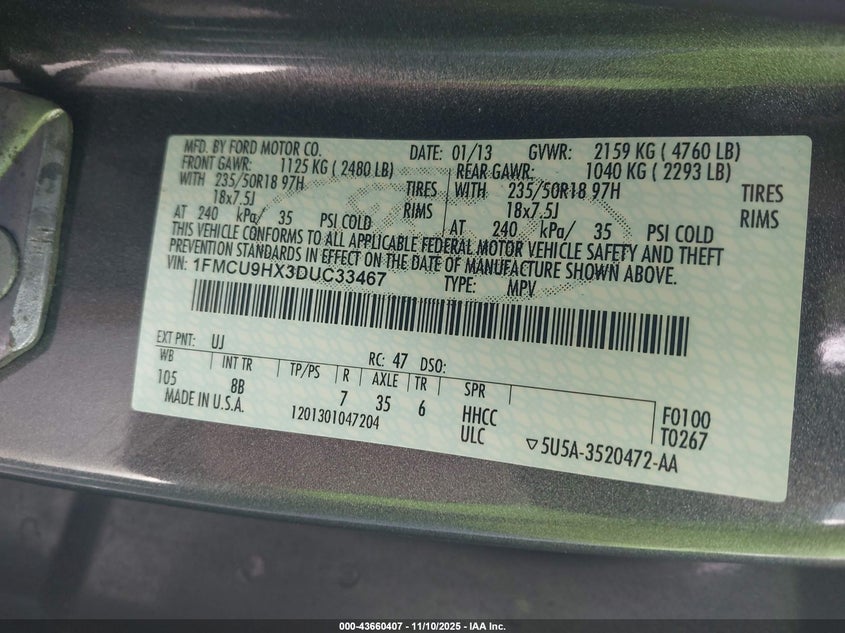 MFD. BY FORD MOTOR CO. DATE: 01/13 GVWR: 2159 KG ( 4760 LB)
FRONT GAWR: 1125 KG ( 2480 LB) REAR GAWR: 1040 KG ( 2293 LB)
WITH 235/50R18 97H TIRES WITH 235/50R18 97H TIRES
18x7.5J RIMS 18x7.5J RIMS
AT 240 kPa/ 35 PSI COLD AT 240 kPa/ 35 PSI COLD
THIS VEHICLE CONFORMS TO ALL APPLICABLE FEDERAL MOTOR VEHICLE SAFETY AND THEFT
PREVENTION STANDARDS IN EFFECT ON THE DATE OF MANUFACTURE SHOWN ABOVE.
VIN: 1FMCU9HX3DUC33467 TYPE: MPV
EXT PNT: UJ RC: 47 DSO:
WB INT TR TP/PS R AXLE TR SPR
105 8B 7 35 6 HHCC F0100
MADE IN U.S.A. 1201301047204 ULC ▽5U5A-3520472-AA T0267
000-43660407 - 11/10/2025 - IAA Inc.